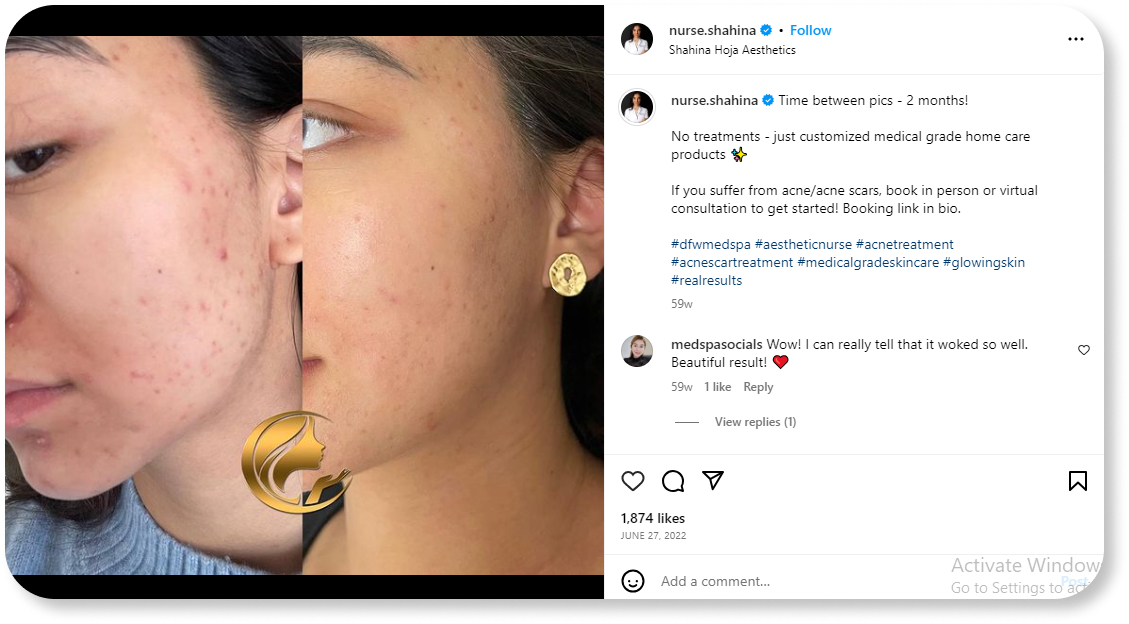 nurse.shahina • Follow
Shahina Hoja Aesthetics
nurse.shahina Time between pics - 2 months!
No treatments - just customized medical grade home care
products ✨
If you suffer from acne/acne scars, book in person or virtual
consultation to get started! Booking link in bio.
#dfwmedspa #aestheticnurse #acnetreatment
#acnescartreatment #medicalgradeskincare #glowingskin
#realresults
59w
medspasocials Wow! I can really tell that it woked so well.
Beautiful result! ❤️
59w 1 like Reply
View replies (1)
1,874 likes
JUNE 27, 2022
Activate Window
Add a comment...
Post
Go to Settings to acti